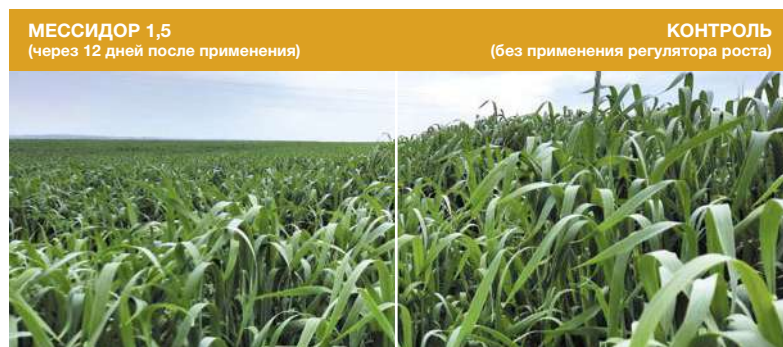 МЕССИДОР 1,5
(через 12 дней после применения)
КОНТРОЛЬ
(без применения регулятора роста)